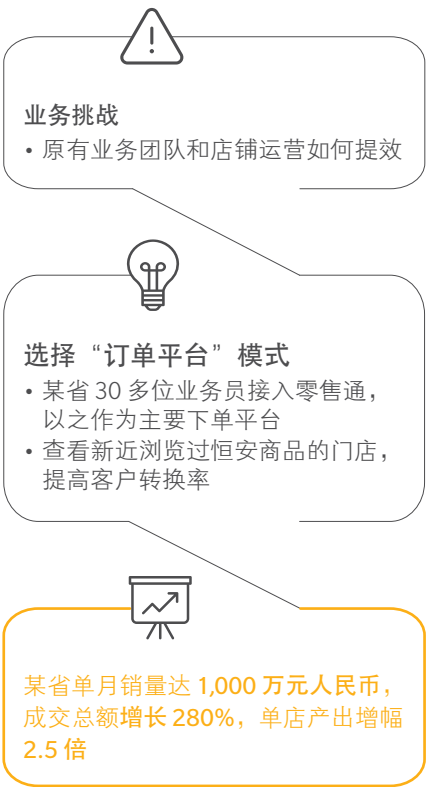 业务挑战
• 原有业务团队和店铺运营如何提效
选择“订单平台”模式
• 某省 30 多位业务员接入零售通，
以之作为主要下单平台
• 查看新近浏览过恒安商品的门店，
提高客户转换率
某省单月销量达 1,000 万元人民币，
成交总额增长 280%，单店产出增幅
2.5 倍